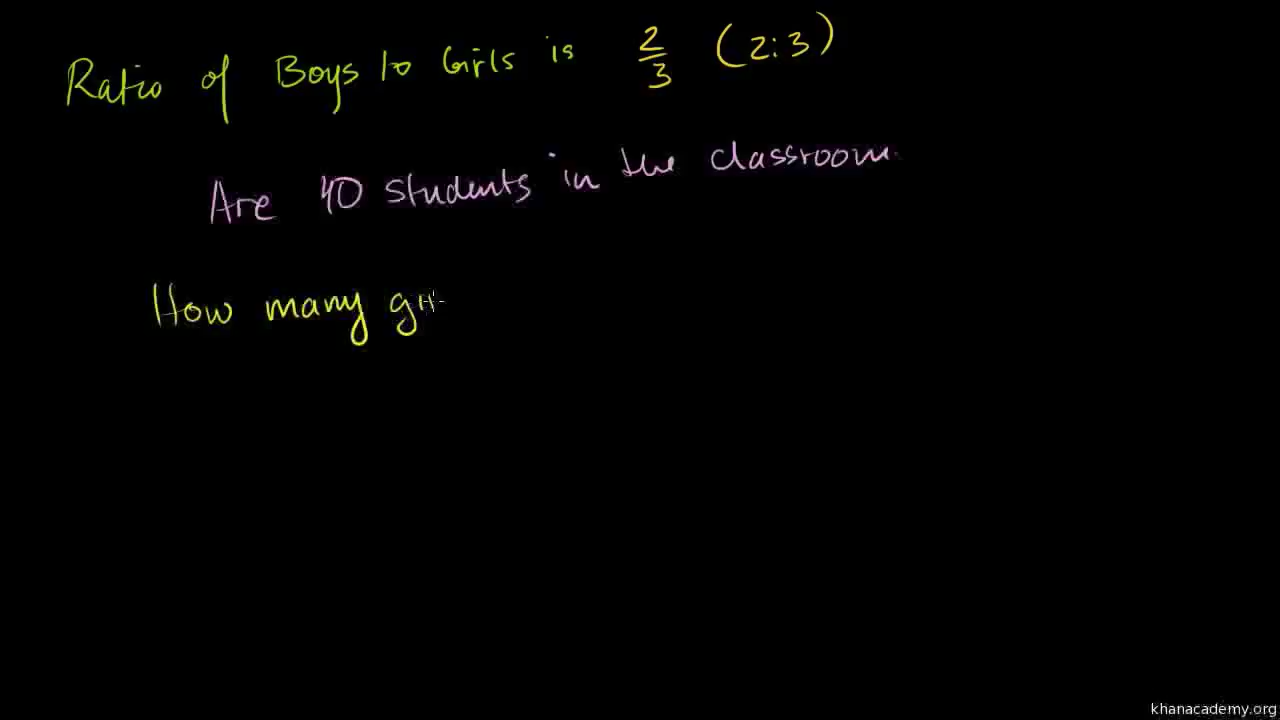 Ratio of Boys to Girls is 2/3 (2:3)
Are 40 students in the classroom.
How many
khanacademy.org